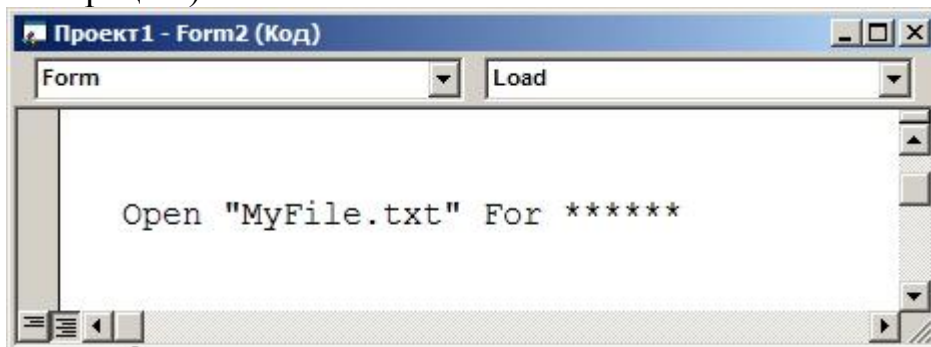 Проект1 - Form2 (Код)
Form Load
Open "MyFile.txt" For ******